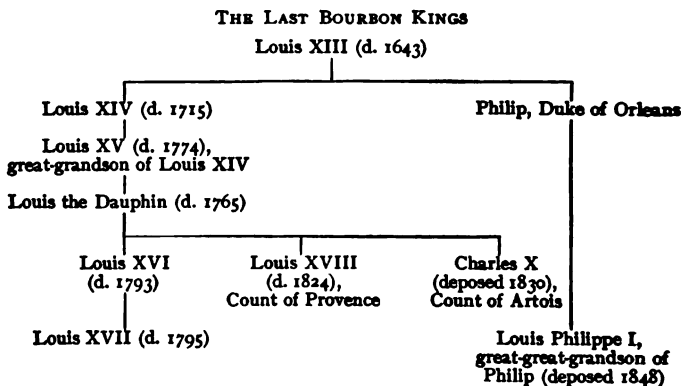 The Last Bourbon Kings
Louis XIII (d. 1643)
Louis XIV (d. 1715)
Philip, Duke of Orleans
Louis XV (d. 1774),
great-grandson of Louis XIV
Louis the Dauphin (d. 1765)
Louis XVI
(d. 1793)
Louis XVIII
(d. 1824),
Count of Provence
Charles X
(deposed 1830),
Count of Artois
Louis XVII (d. 1795)
Louis Philippe I,
great-great-grandson of
Philip (deposed 1848)